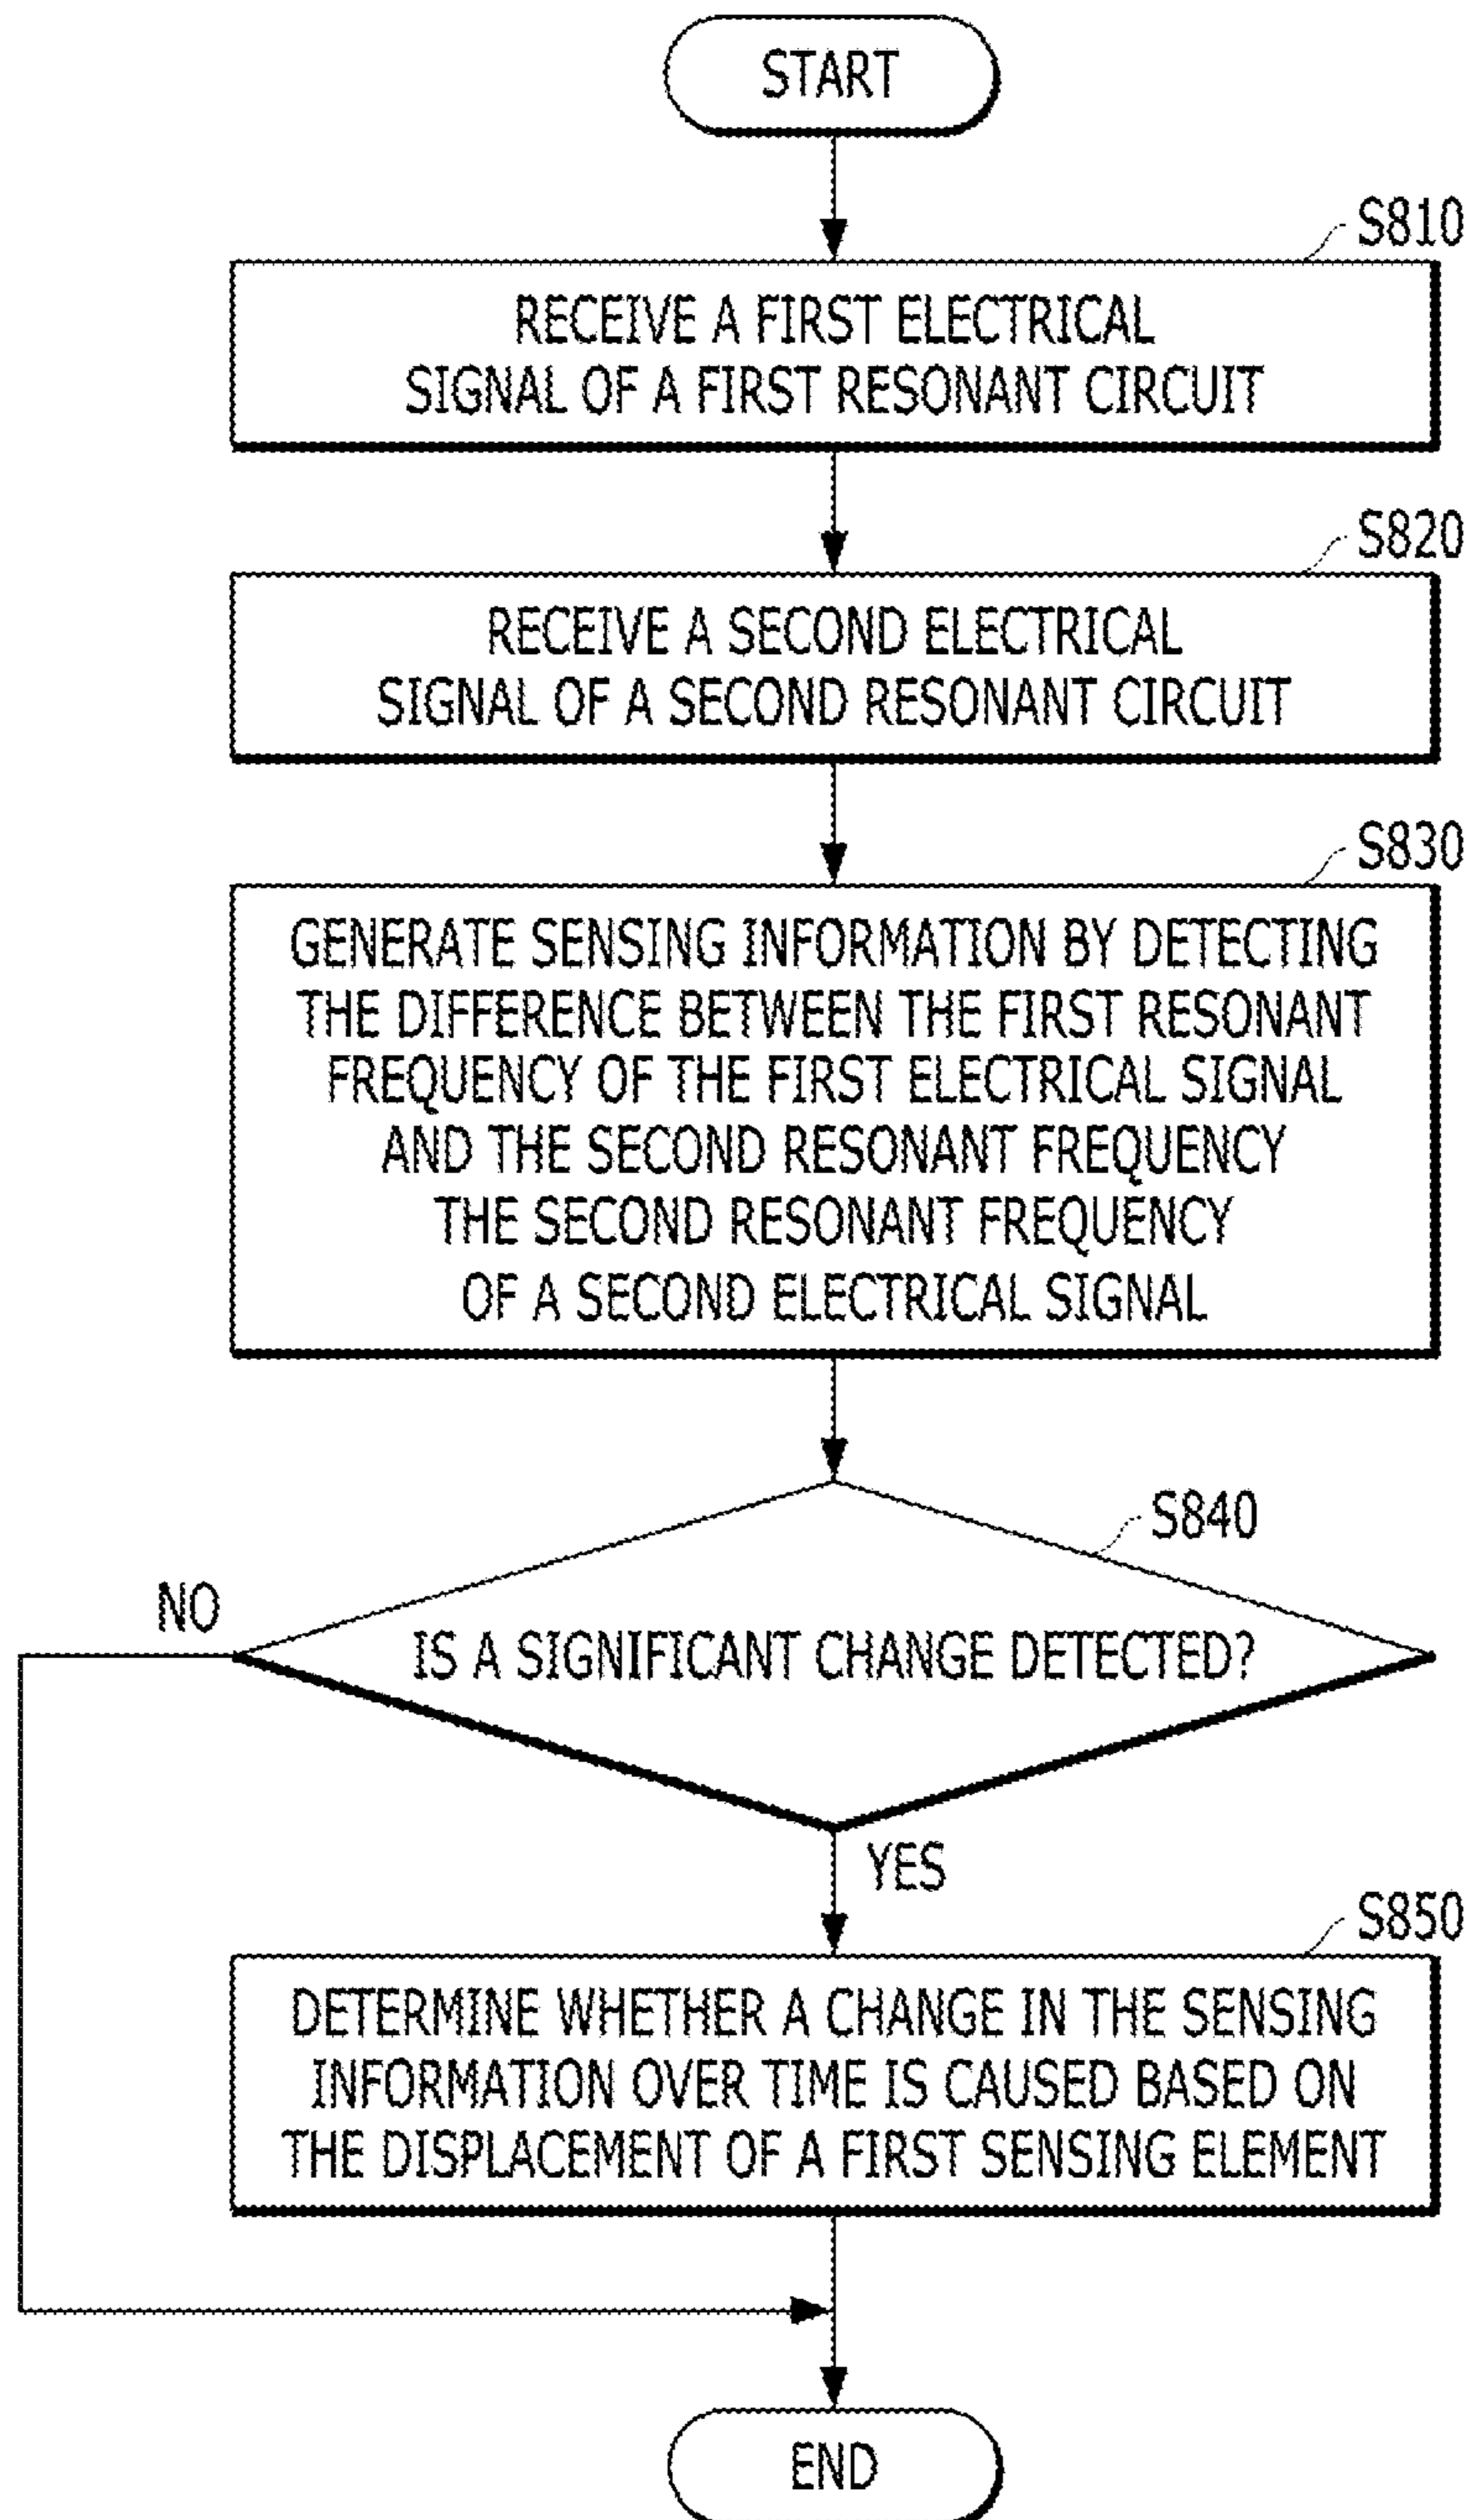 START
S810
RECEIVE A FIRST ELECTRICAL
SIGNAL OF A FIRST RESONANT CIRCUIT
S820
RECEIVE A SECOND ELECTRICAL
SIGNAL OF A SECOND RESONANT CIRCUIT
S830
GENERATE SENSING INFORMATION BY DETECTING
THE DIFFERENCE BETWEEN THE FIRST RESONANT
FREQUENCY OF THE FIRST ELECTRICAL SIGNAL
AND THE SECOND RESONANT FREQUENCY
THE SECOND RESONANT FREQUENCY
OF A SECOND ELECTRICAL SIGNAL
S840
NO
IS A SIGNIFICANT CHANGE DETECTED?
YES
S850
DETERMINE WHETHER A CHANGE IN THE SENSING
INFORMATION OVER TIME IS CAUSED BASED ON
THE DISPLACEMENT OF A FIRST SENSING ELEMENT
END